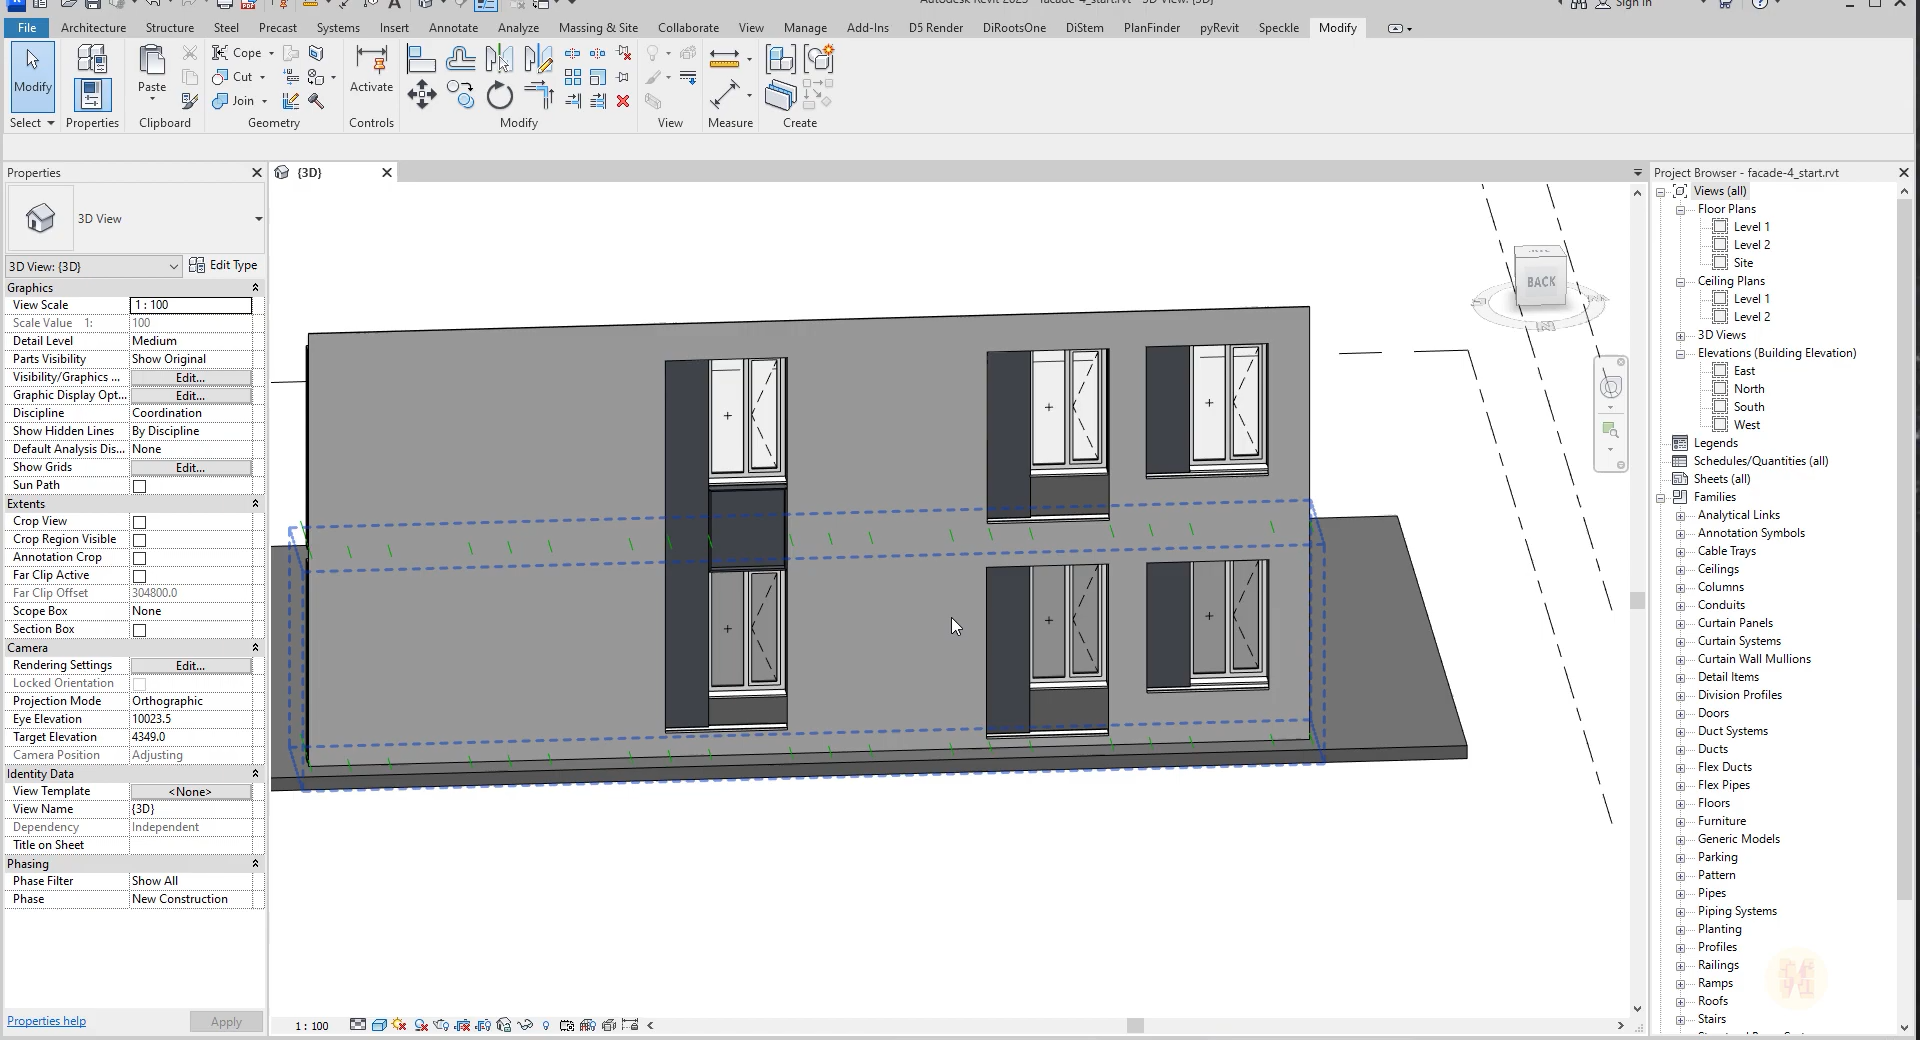 Autodesk Revit 2023 - facade-4_start.rvt - 3D View: {3D}
Sign In
File Architecture Structure Steel Precast Systems Insert Annotate Analyze Massing & Site Collaborate View Manage Add-Ins D5 Render DiRootsOne DiStem PlanFinder pyRevit Speckle Modify
Modify
Paste
Cope
Cut
Join
Activate
Select Properties Clipboard Geometry Controls Modify View Measure Create
Properties
3D View
3D View: {3D}
Edit Type
Graphics
View Scale 1 : 100
Scale Value 1: 100
Detail Level Medium
Parts Visibility Show Original
Visibility/Graphics ... Edit...
Graphic Display Opt... Edit...
Discipline Coordination
Show Hidden Lines By Discipline
Default Analysis Dis... None
Show Grids Edit...
Sun Path
Extents
Crop View
Crop Region Visible
Annotation Crop
Far Clip Active
Far Clip Offset 304800.0
Scope Box None
Section Box
Camera
Rendering Settings Edit...
Locked Orientation
Projection Mode Orthographic
Eye Elevation 10023.5
Target Elevation 4349.0
Camera Position Adjusting
Identity Data
View Template <None>
View Name {3D}
Dependency Independent
Title on Sheet
Phasing
Phase Filter Show All
Phase New Construction
Properties help
Apply
{3D}
BACK
1 : 100
Project Browser - facade-4_start.rvt
Views (all)
Floor Plans
Level 1
Level 2
Site
Ceiling Plans
Level 1
Level 2
3D Views
Elevations (Building Elevation)
East
North
South
West
Legends
Schedules/Quantities (all)
Sheets (all)
Families
Analytical Links
Annotation Symbols
Cable Trays
Ceilings
Columns
Conduits
Curtain Panels
Curtain Systems
Curtain Wall Mullions
Detail Items
Division Profiles
Doors
Duct Systems
Ducts
Flex Ducts
Flex Pipes
Floors
Furniture
Generic Models
Parking
Pattern
Pipes
Piping Systems
Planting
Profiles
Railings
Ramps
Roofs
Stairs